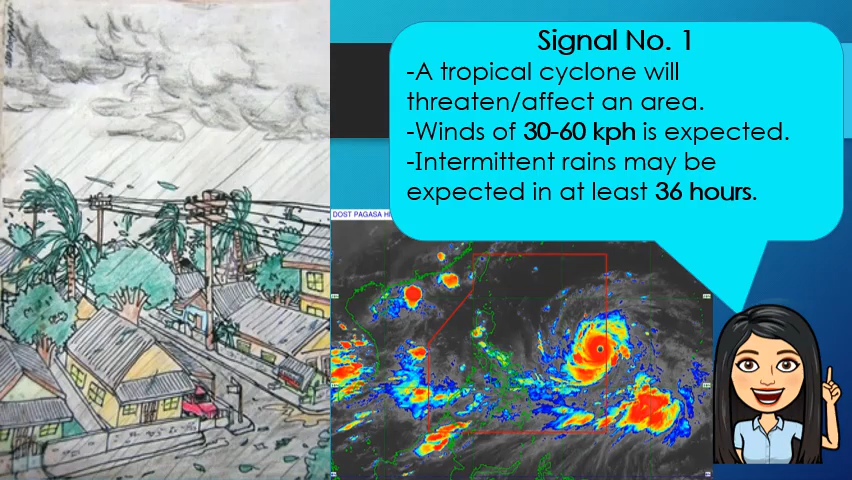 Signal No. 1
-A tropical cyclone will
threaten/affect an area.
-Winds of 30-60 kph is expected.
-Intermittent rains may be
expected in at least 36 hours.
DOST PAGASA